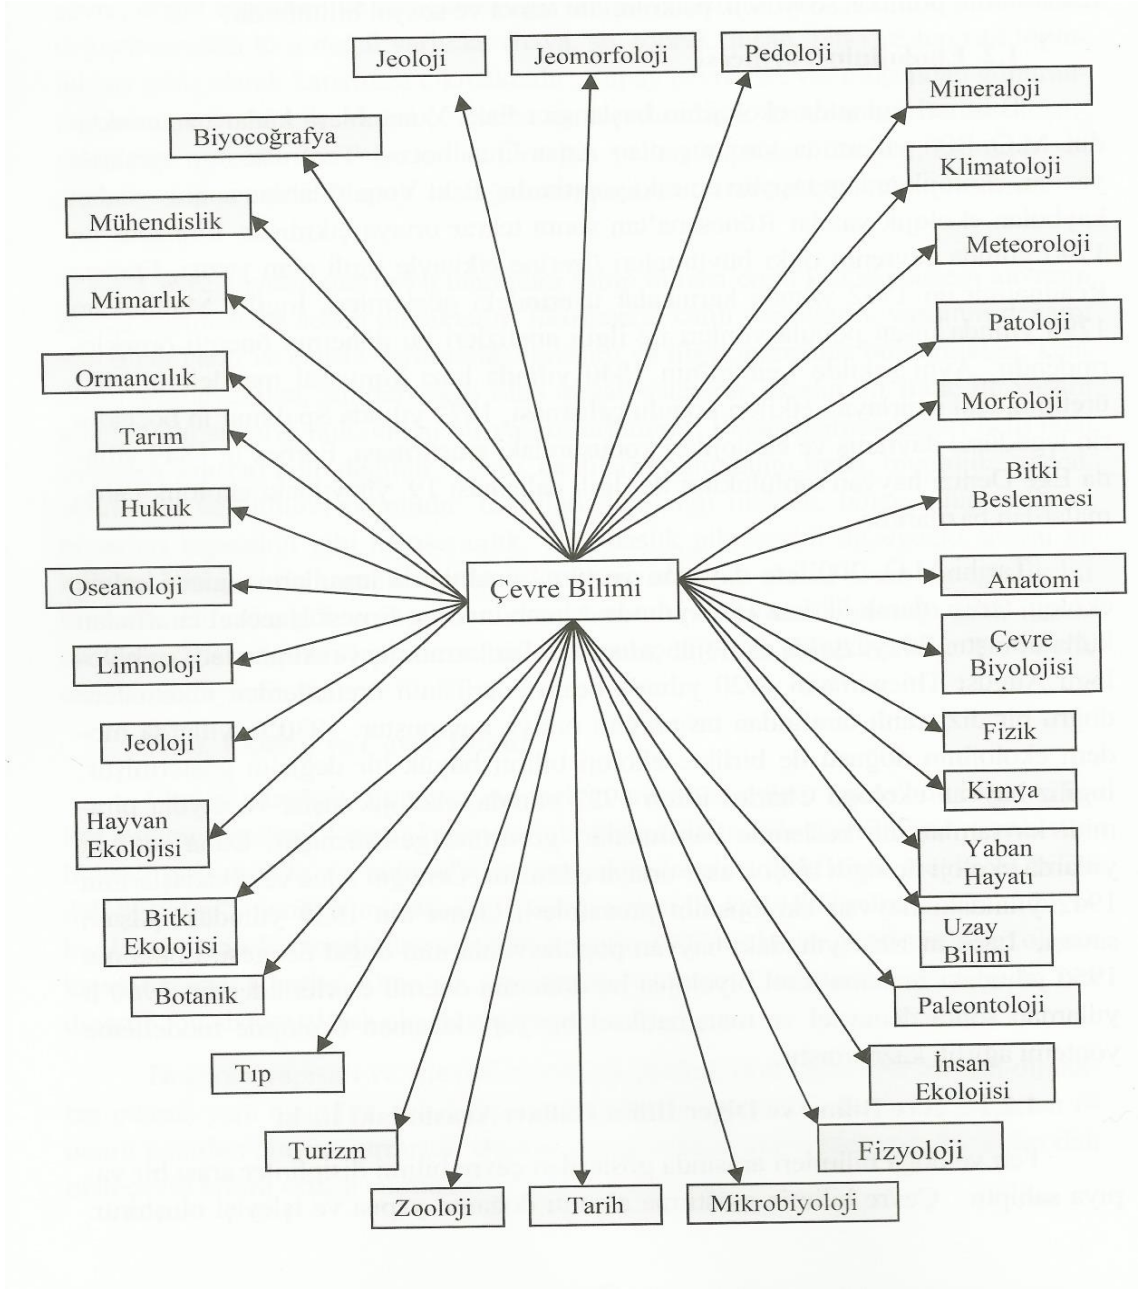 Jeoloji
Jeomorfoloji
Pedoloji
Mineraloji
Biyocoğrafya
Klimatoloji
Mühendislik
Meteoroloji
Mimarlık
Patoloji
Ormancılık
Morfoloji
Tarım
Bitki
Beslenmesi
Hukuk
Oseanoloji
Çevre Bilimi
Anatomi
Limnoloji
Çevre
Biyolojisi
Jeoloji
Fizik
Kimya
Hayvan
Ekolojisi
Yaban
Hayatı
Bitki
Ekolojisi
Uzay
Bilimi
Botanik
Paleontoloji
Tıp
İnsan
Ekolojisi
Turizm
Fizyoloji
Zooloji
Tarih
Mikrobiyoloji